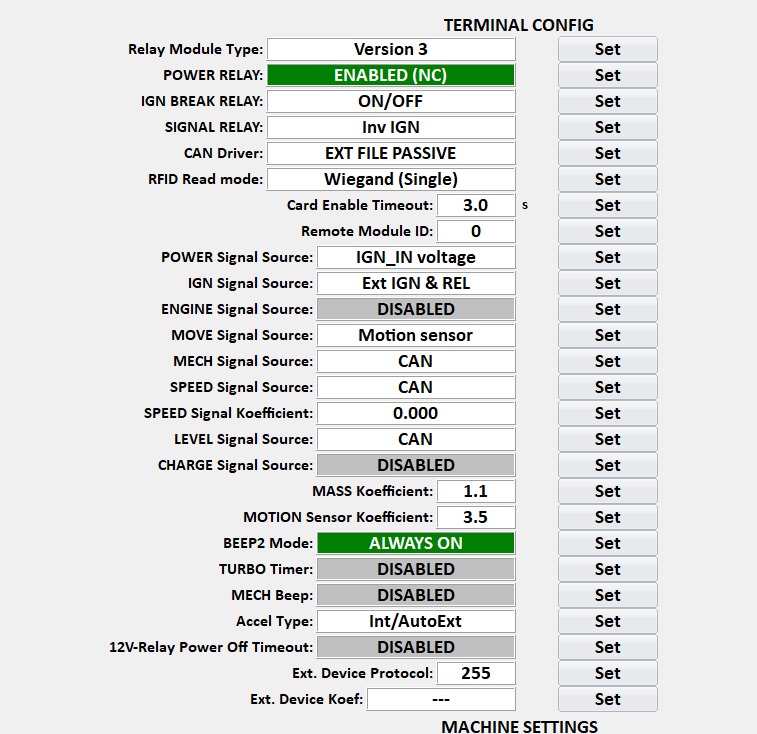 TERMINAL CONFIG
Relay Module Type: Version 3 Set
POWER RELAY: ENABLED (NC) Set
IGN BREAK RELAY: ON/OFF Set
SIGNAL RELAY: Inv IGN Set
CAN Driver: EXT FILE PASSIVE Set
RFID Read mode: Wiegand (Single) Set
Card Enable Timeout: 3.0 s Set
Remote Module ID: 0 Set
POWER Signal Source: IGN_IN voltage Set
IGN Signal Source: Ext IGN & REL Set
ENGINE Signal Source: DISABLED Set
MOVE Signal Source: Motion sensor Set
MECH Signal Source: CAN Set
SPEED Signal Source: CAN Set
SPEED Signal Koefficient: 0.000 Set
LEVEL Signal Source: CAN Set
CHARGE Signal Source: DISABLED Set
MASS Koefficient: 1.1 Set
MOTION Sensor Koefficient: 3.5 Set
BEEP2 Mode: ALWAYS ON Set
TURBO Timer: DISABLED Set
MECH Beep: DISABLED Set
Accel Type: Int/AutoExt Set
12V-Relay Power Off Timeout: DISABLED Set
Ext. Device Protocol: 255 Set
Ext. Device Koef: --- Set
MACHINE SETTINGS